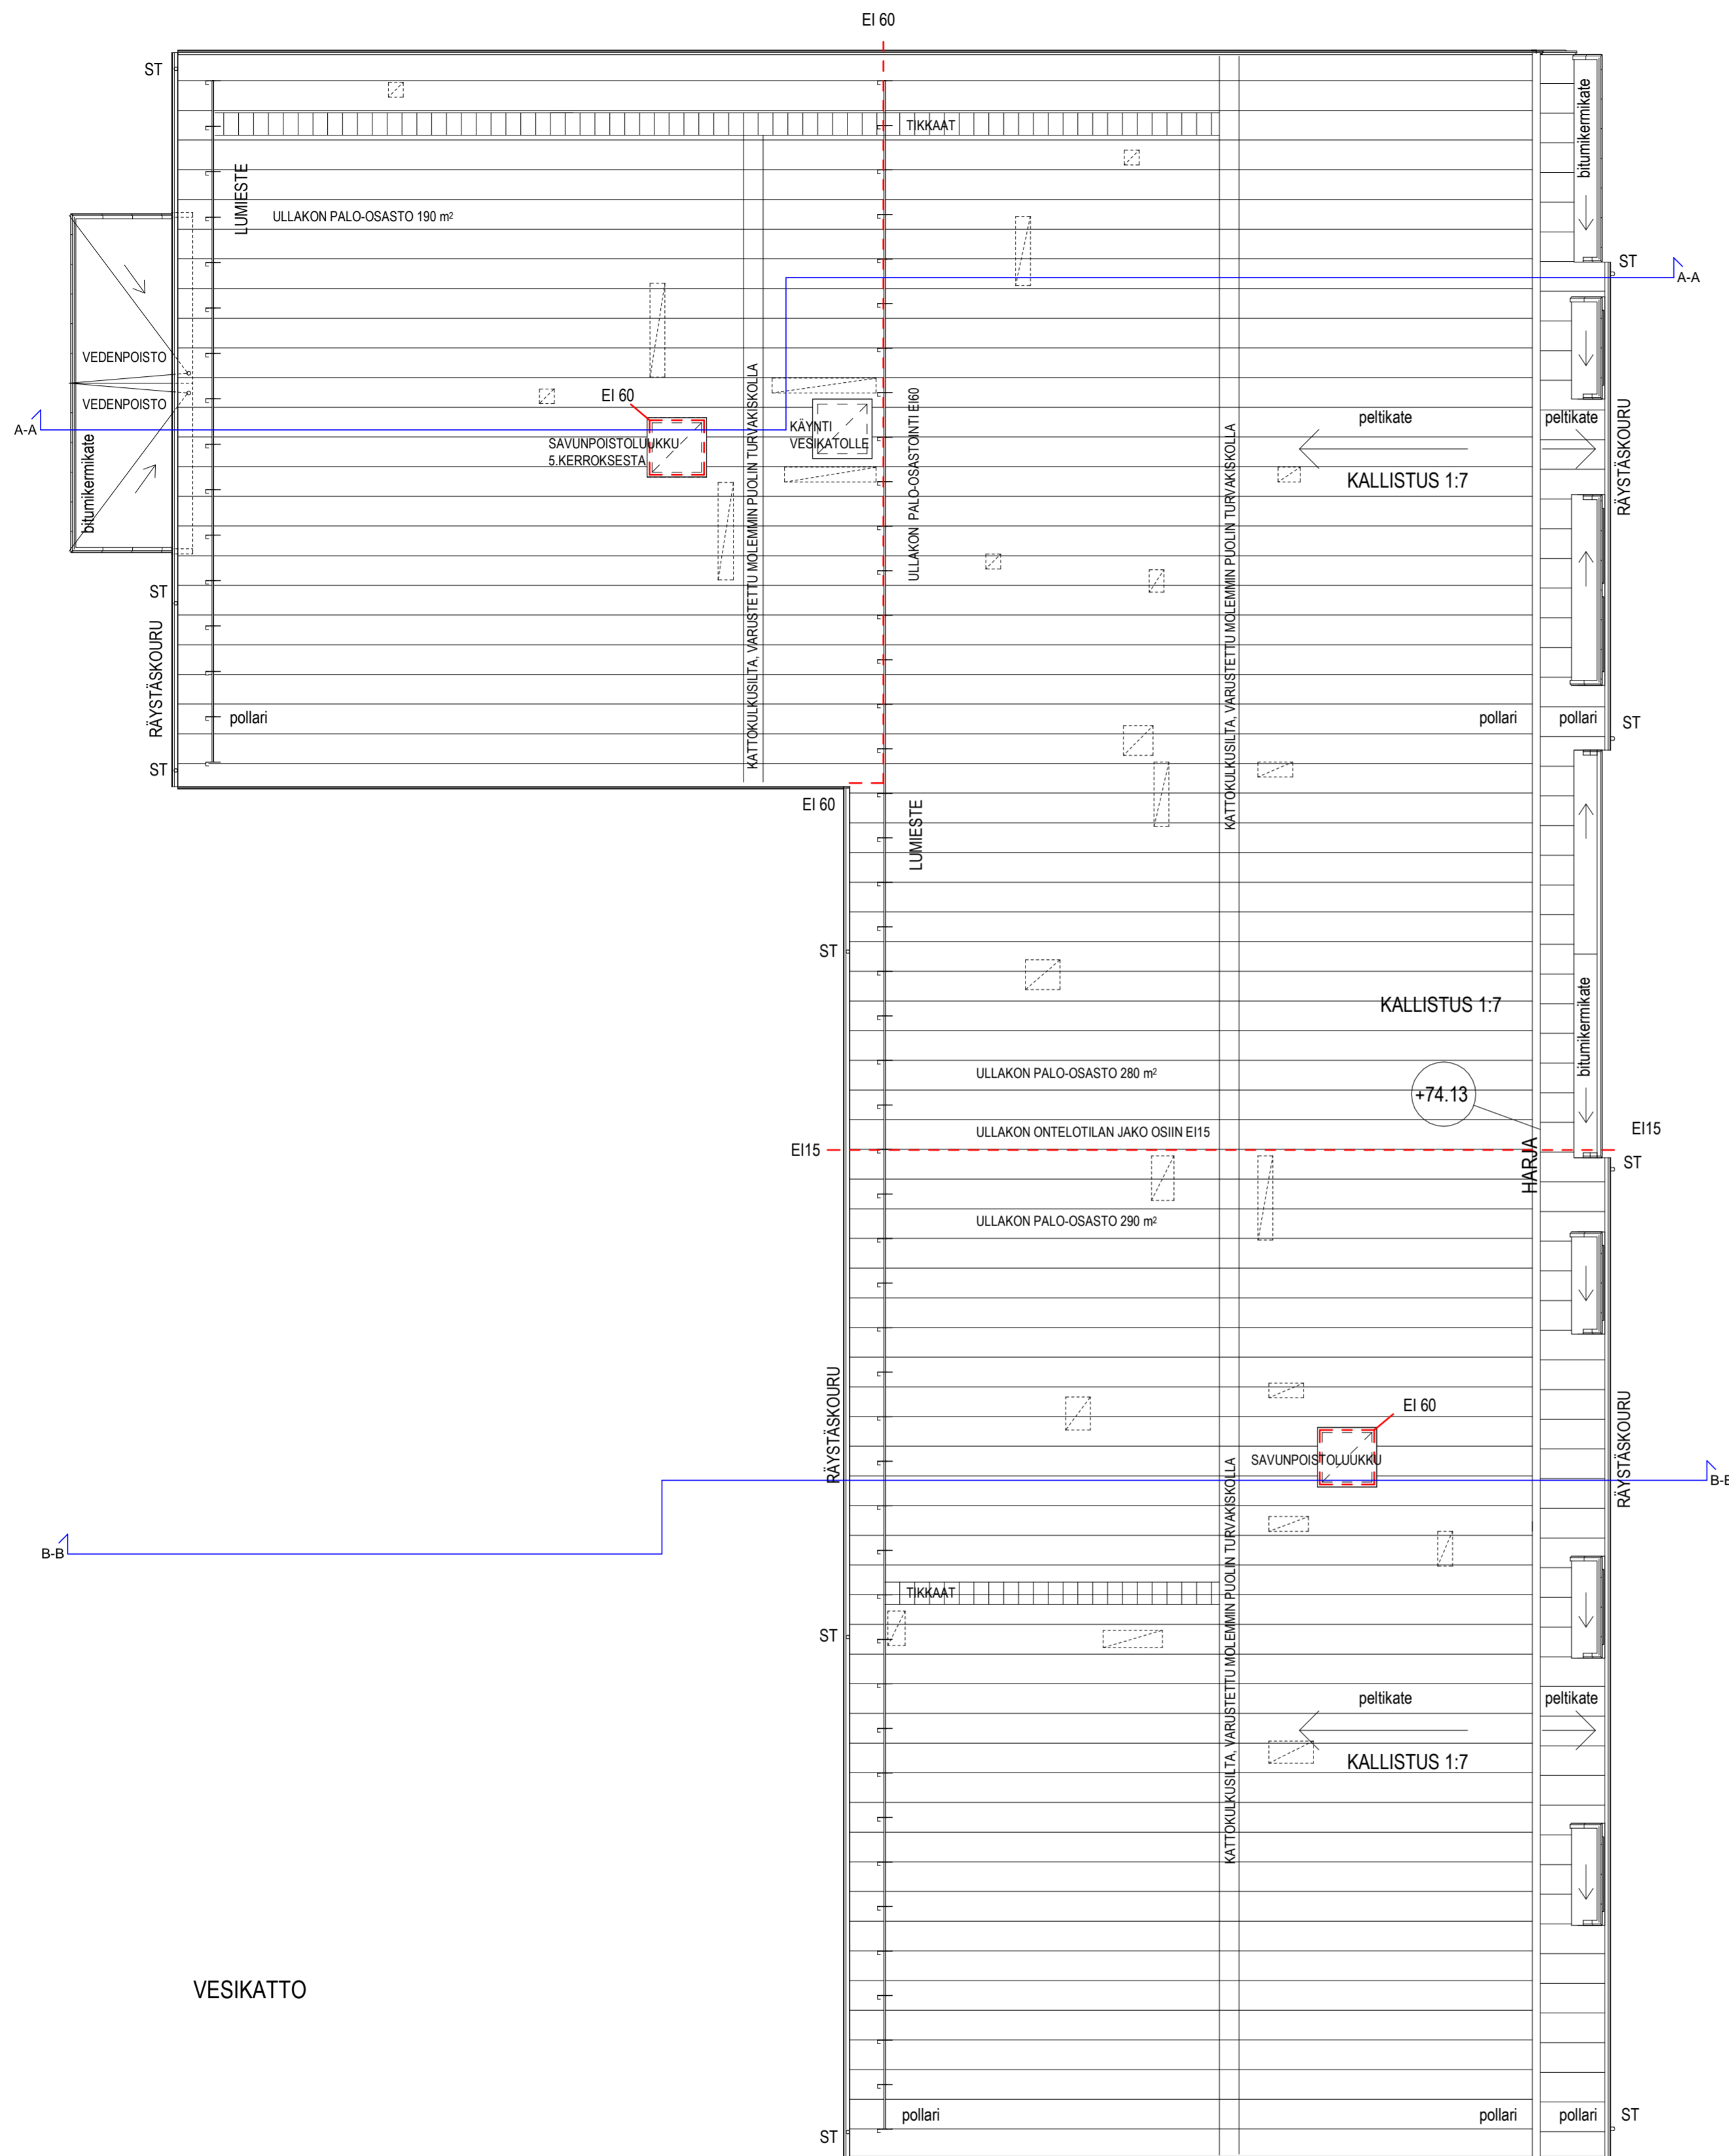 EI 60
ST
TIKKAAT
bitumikermikate
LUMIESTE
ULLAKON PALO-OSASTO 190 m²
ST
A-A
VEDENPOISTO
VEDENPOISTO
A-A
bitumikermikate
EI 60
SAVUNPOISTOLUUKKU
5.KERROKSESTA
KÄYNTI
VESIKATOLLE
KATTOKULKUSILTA, VARUSTETTU MOLEMMIN PUOLIN TURVAKISKOLLA
ULLAKON PALO-OSASTOINTI EI60
KATTOKULKUSILTA, VARUSTETTU MOLEMMIN PUOLIN TURVAKISKOLLA
peltikate
peltikate
KALLISTUS 1:7
RÄYSTÄSKOURU
ST
RÄYSTÄSKOURU
pollari
pollari
pollari
ST
ST
EI 60
LUMIESTE
ST
KALLISTUS 1:7
bitumikermikate
ULLAKON PALO-OSASTO 280 m²
+74.13
ULLAKON ONTELOTILAN JAKO OSIIN EI15
EI15
EI15
HARJA
ST
ULLAKON PALO-OSASTO 290 m²
RÄYSTÄSKOURU
EI 60
SAVUNPOISTOLUUKKU
RÄYSTÄSKOURU
B-B
B-B
KATTOKULKUSILTA, VARUSTETTU MOLEMMIN PUOLIN TURVAKISKOLLA
TIKKAAT
ST
peltikate
peltikate
KALLISTUS 1:7
VESIKATTO
pollari
pollari
pollari
ST
ST